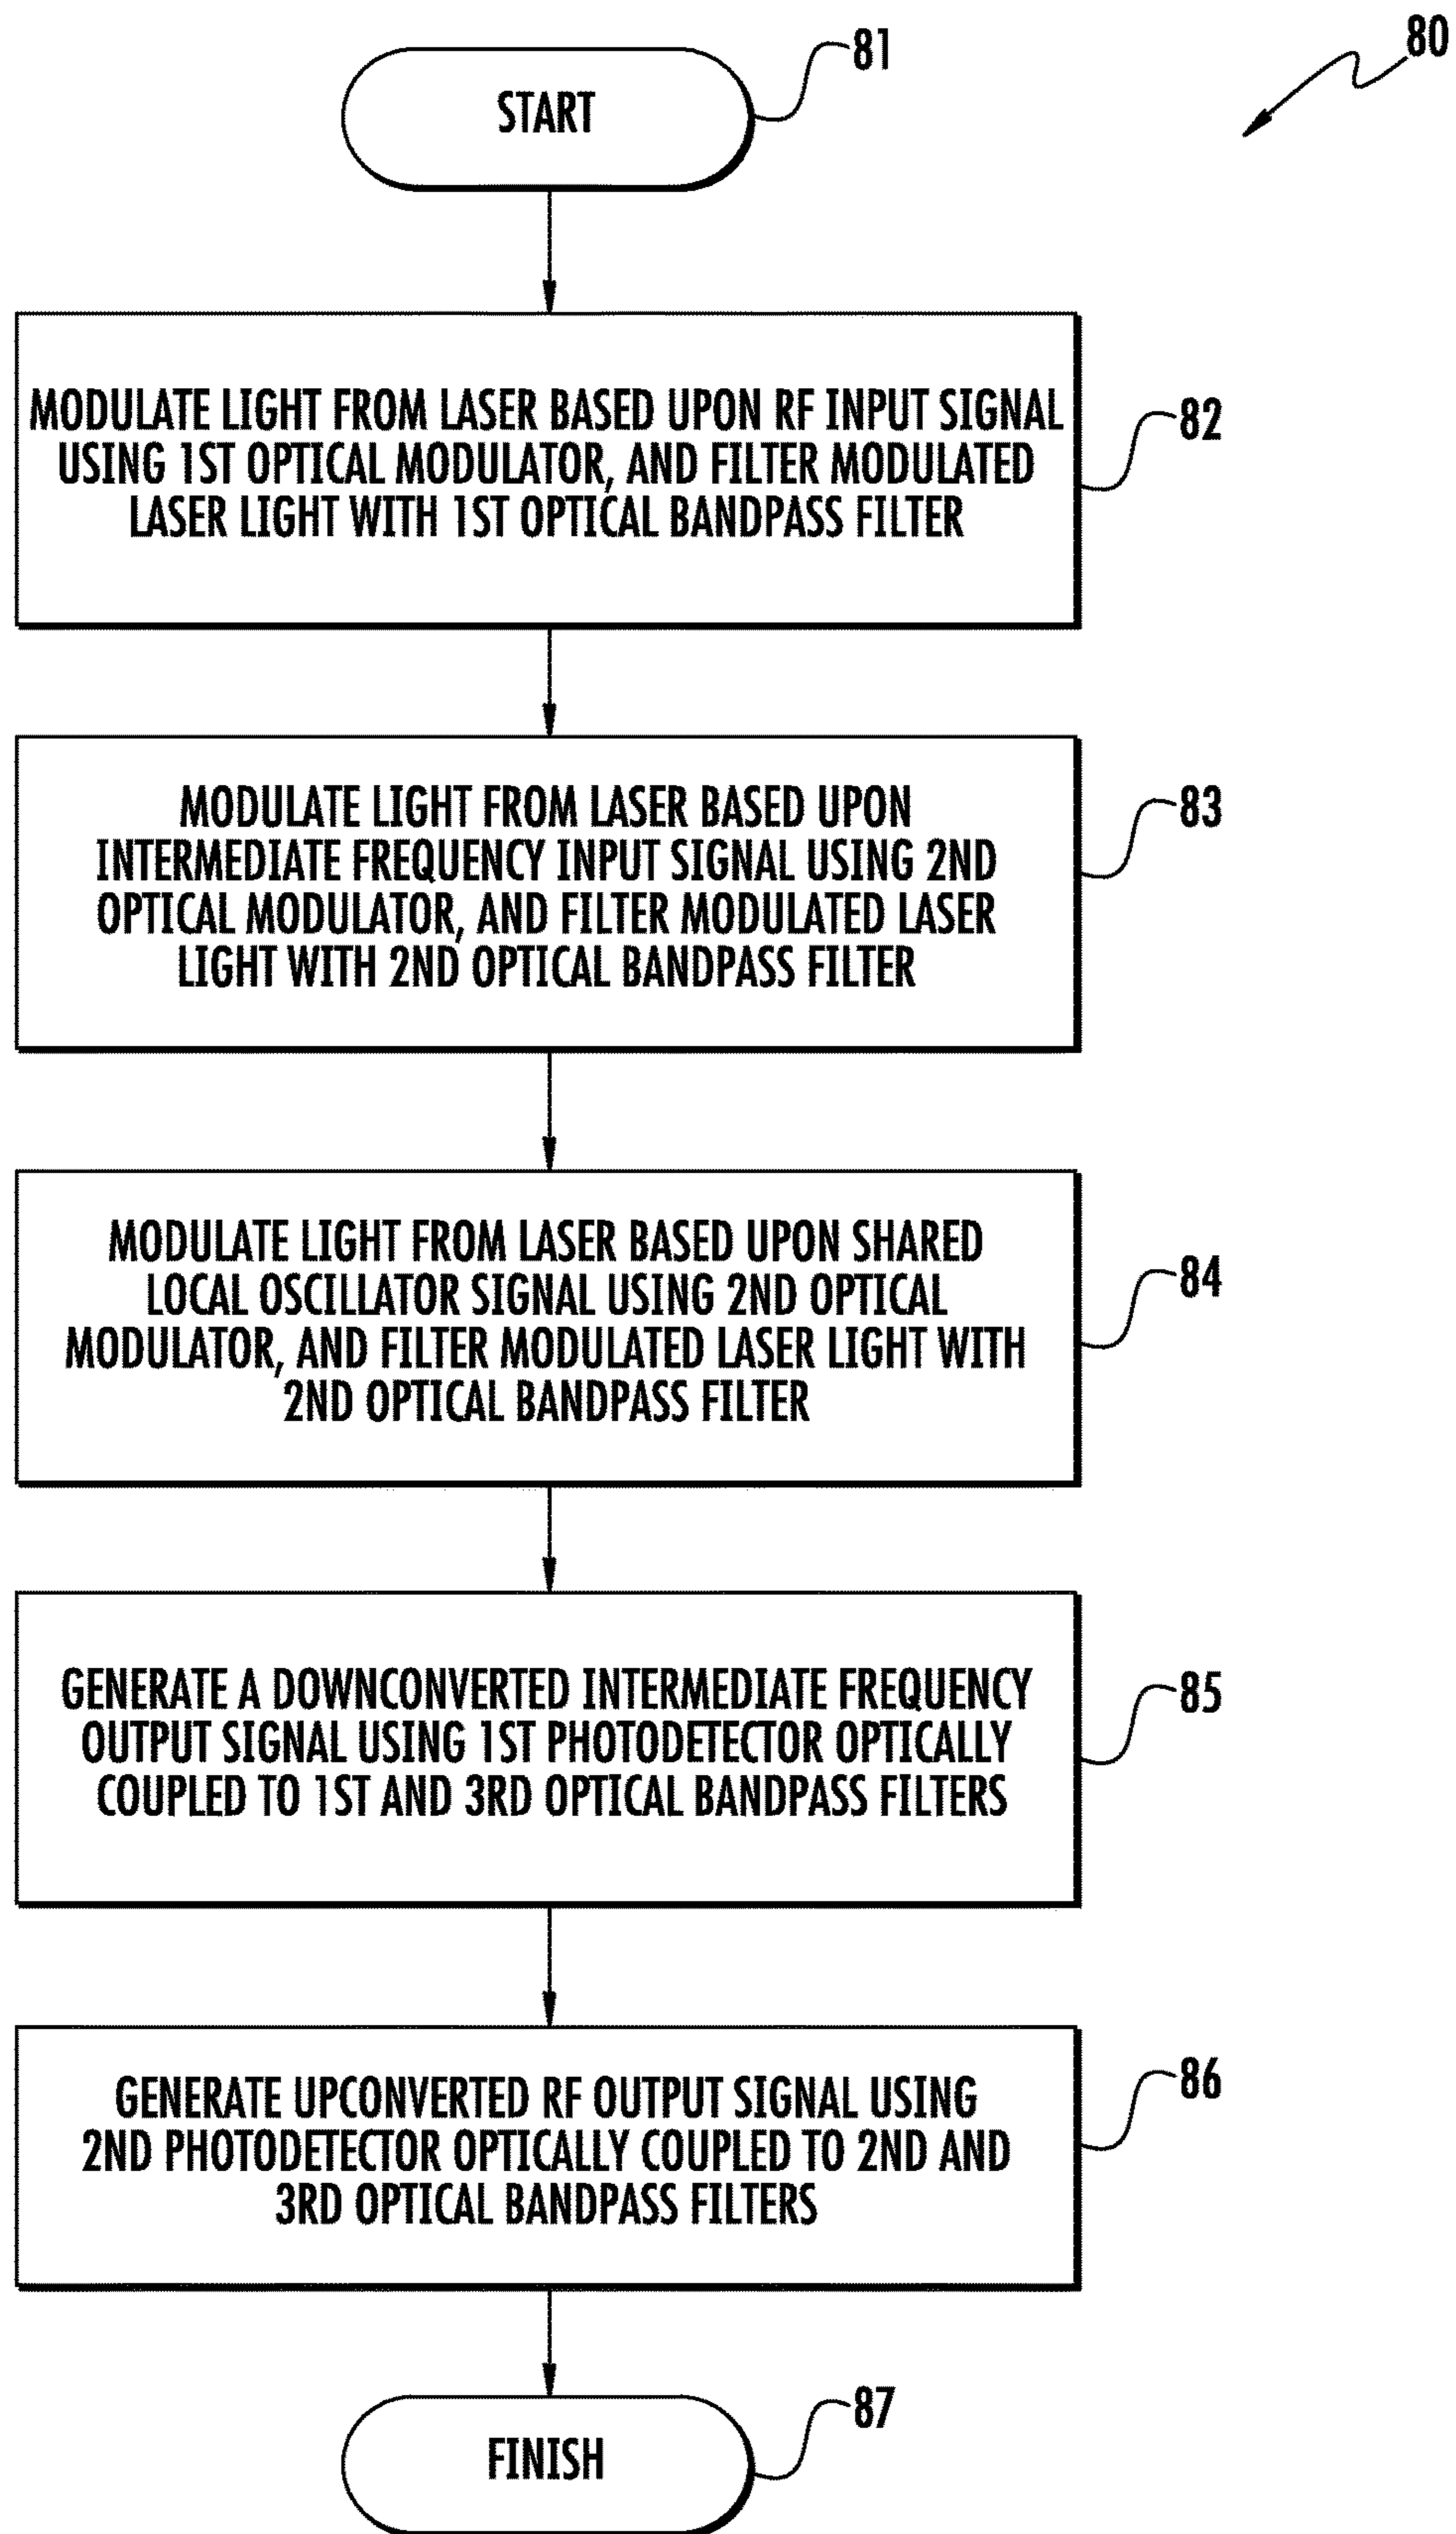 80
START
81
MODULATE LIGHT FROM LASER BASED UPON RF INPUT SIGNAL
USING 1ST OPTICAL MODULATOR, AND FILTER MODULATED
LASER LIGHT WITH 1ST OPTICAL BANDPASS FILTER
82
MODULATE LIGHT FROM LASER BASED UPON
INTERMEDIATE FREQUENCY INPUT SIGNAL USING 2ND
OPTICAL MODULATOR, AND FILTER MODULATED LASER
LIGHT WITH 2ND OPTICAL BANDPASS FILTER
83
MODULATE LIGHT FROM LASER BASED UPON SHARED
LOCAL OSCILLATOR SIGNAL USING 2ND OPTICAL
MODULATOR, AND FILTER MODULATED LASER LIGHT WITH
2ND OPTICAL BANDPASS FILTER
84
GENERATE A DOWNCONVERTED INTERMEDIATE FREQUENCY
OUTPUT SIGNAL USING 1ST PHOTODETECTOR OPTICALLY
COUPLED TO 1ST AND 3RD OPTICAL BANDPASS FILTERS
85
GENERATE UPCONVERTED RF OUTPUT SIGNAL USING
2ND PHOTODETECTOR OPTICALLY COUPLED TO 2ND AND
3RD OPTICAL BANDPASS FILTERS
86
FINISH
87